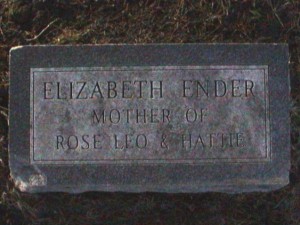 ELIZABETH ENDER
MOTHER OF
ROSE LEO & HATTIE